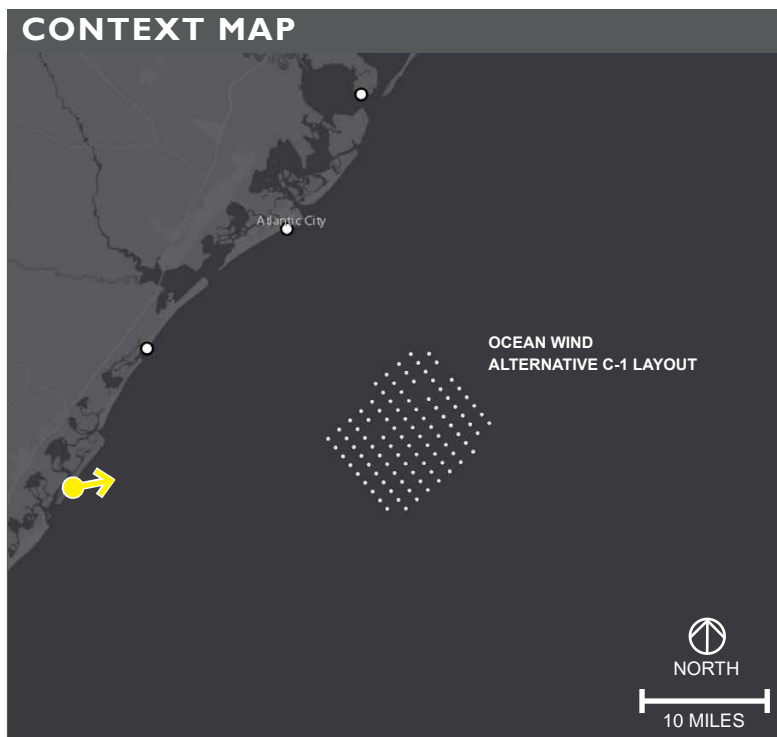 CONTEXT MAP
Atlantic City
OCEAN WIND
ALTERNATIVE C-1 LAYOUT
NORTH
10 MILES